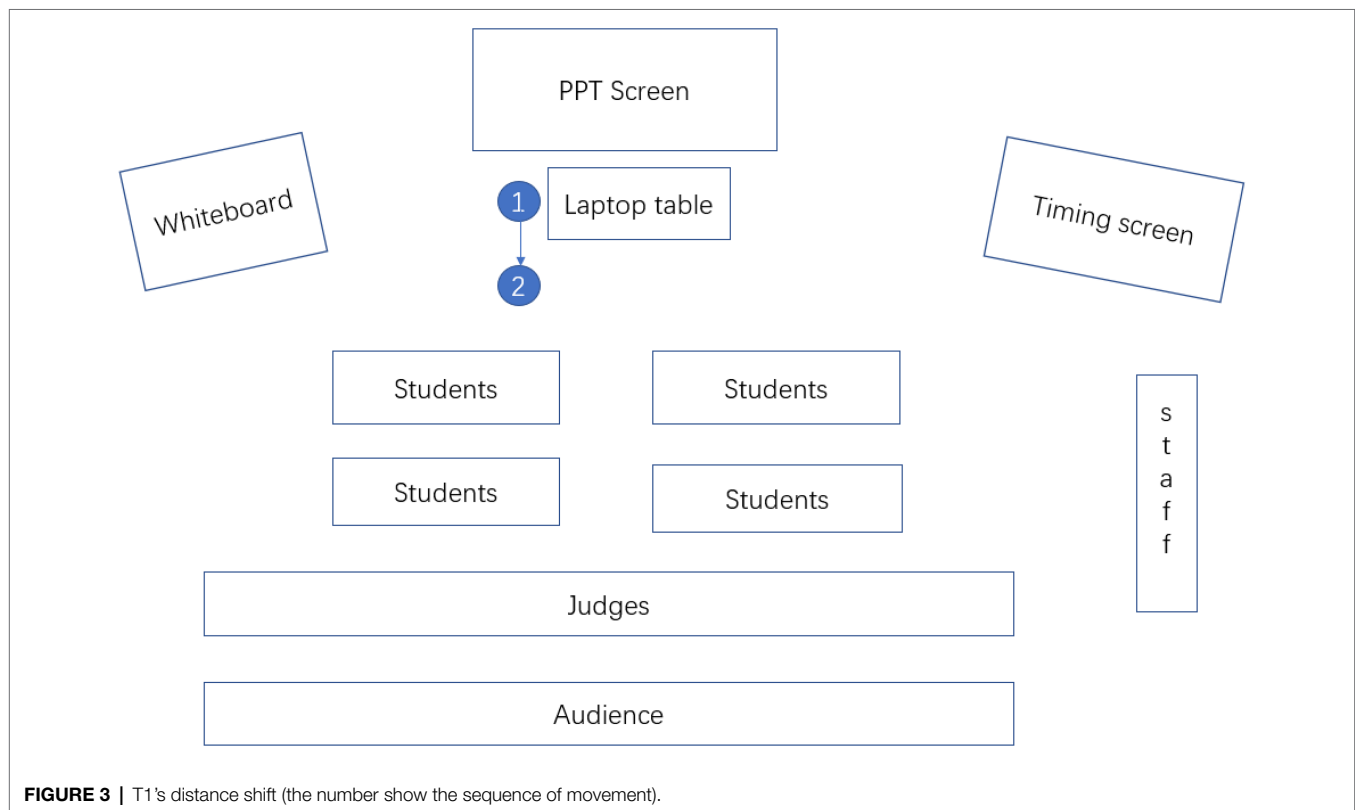 PPT Screen
Whiteboard
1
Laptop table
Timing screen
2
Students
Students
s
t
a
f
f
Students
Students
Judges
Audience
FIGURE 3 | T1's distance shift (the number show the sequence of movement).